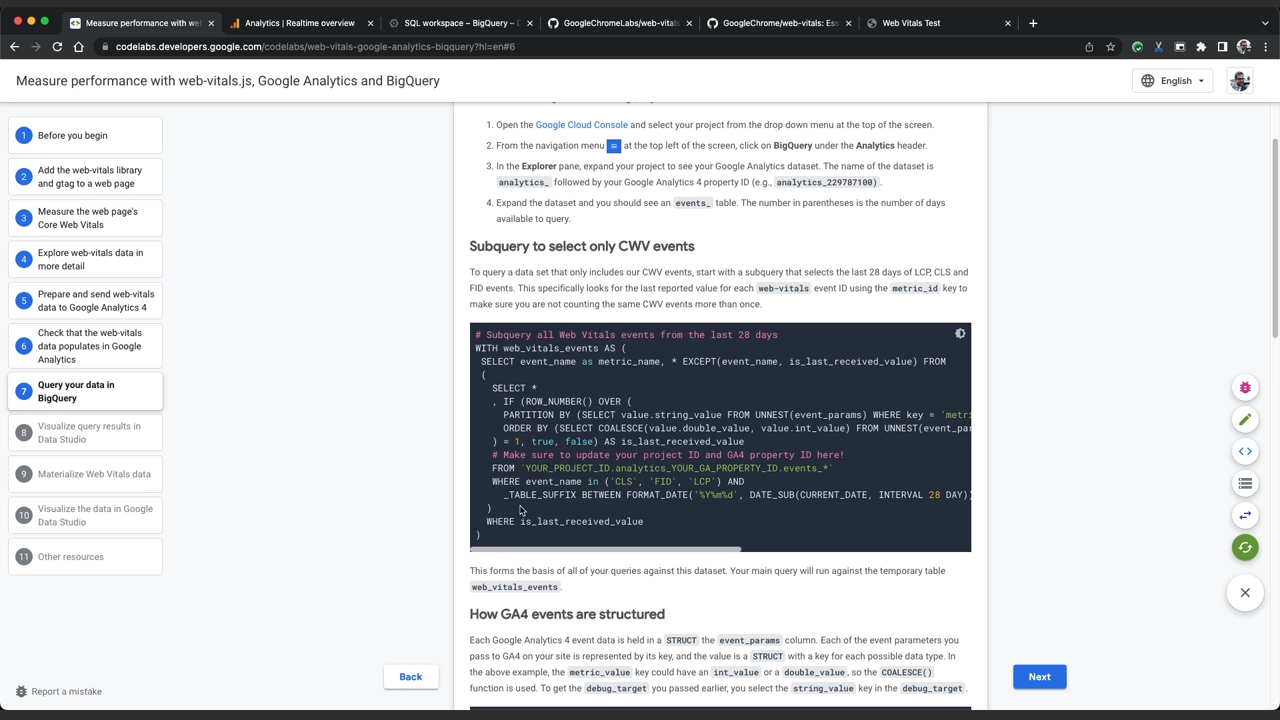 Measure performance with we
Analytics | Realtime overview
SQL workspace – BigQuery –
GoogleChromeLabs/web-vitals
GoogleChrome/web-vitals: Ess
Web Vitals Test
codelabs.developers.google.com/codelabs/web-vitals-google-analytics-bigquery?hl=en#6
Measure performance with web-vitals.js, Google Analytics and BigQuery
English
1 Before you begin
2 Add the web-vitals library
and gtag to a web page
3 Measure the web page's
Core Web Vitals
4 Explore web-vitals data in
more detail
5 Prepare and send web-vitals
data to Google Analytics 4
6 Check that the web-vitals
data populates in Google
Analytics
7 Query your data in
BigQuery
8 Visualize query results in
Data Studio
9 Materialize Web Vitals data
10 Visualize the data in Google
Data Studio
11 Other resources
Report a mistake
1. Open the Google Cloud Console and select your project from the drop down menu at the top of the screen.
2. From the navigation menu at the top left of the screen, click on BigQuery under the Analytics header.
3. In the Explorer pane, expand your project to see your Google Analytics dataset. The name of the dataset is
analytics_ followed by your Google Analytics 4 property ID (e.g., analytics_229787100).
4. Expand the dataset and you should see an events_ table. The number in parentheses is the number of days
available to query.
Subquery to select only CWV events
To query a data set that only includes our CWV events, start with a subquery that selects the last 28 days of LCP, CLS and
FID events. This specifically looks for the last reported value for each web-vitals event ID using the metric_id key to
make sure you are not counting the same CWV events more than once.
# Subquery all Web Vitals events from the last 28 days
WITH web_vitals_events AS (
SELECT event_name as metric_name, * EXCEPT(event_name, is_last_received_value) FROM
(
SELECT *
, IF (ROW_NUMBER() OVER (
PARTITION BY (SELECT value.string_value FROM UNNEST(event_params) WHERE key = 'metri
ORDER BY (SELECT COALESCE(value.double_value, value.int_value) FROM UNNEST(event_par
) = 1, true, false) AS is_last_received_value
# Make sure to update your project ID and GA4 property ID here!
FROM `YOUR_PROJECT_ID.analytics_YOUR_GA_PROPERTY_ID.events_*`
WHERE event_name in ('CLS', 'FID', 'LCP') AND
_TABLE_SUFFIX BETWEEN FORMAT_DATE('%Y%m%d', DATE_SUB(CURRENT_DATE, INTERVAL 28 DAY))
)
WHERE is_last_received_value
)
This forms the basis of all of your queries against this dataset. Your main query will run against the temporary table
web_vitals_events.
How GA4 events are structured
Each Google Analytics 4 event data is held in a STRUCT the event_params column. Each of the event parameters you
pass to GA4 on your site is represented by its key, and the value is a STRUCT with a key for each possible data type. In
the above example, the metric_value key could have an int_value or a double_value, so the COALESCE()
function is used. To get the debug_target you passed earlier, you select the string_value key in the debug_target.
Back
Next